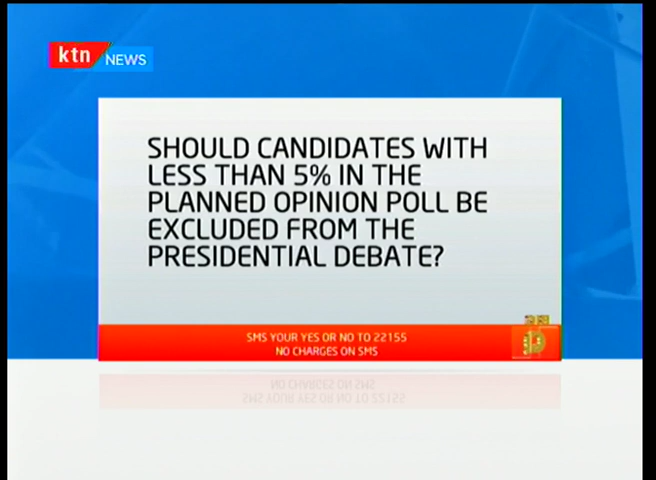 ktn NEWS
SHOULD CANDIDATES WITH
LESS THAN 5% IN THE
PLANNED OPINION POLL BE
EXCLUDED FROM THE
PRESIDENTIAL DEBATE?
SMS YOUR YES OR NO TO 22155
NO CHARGES ON SMS